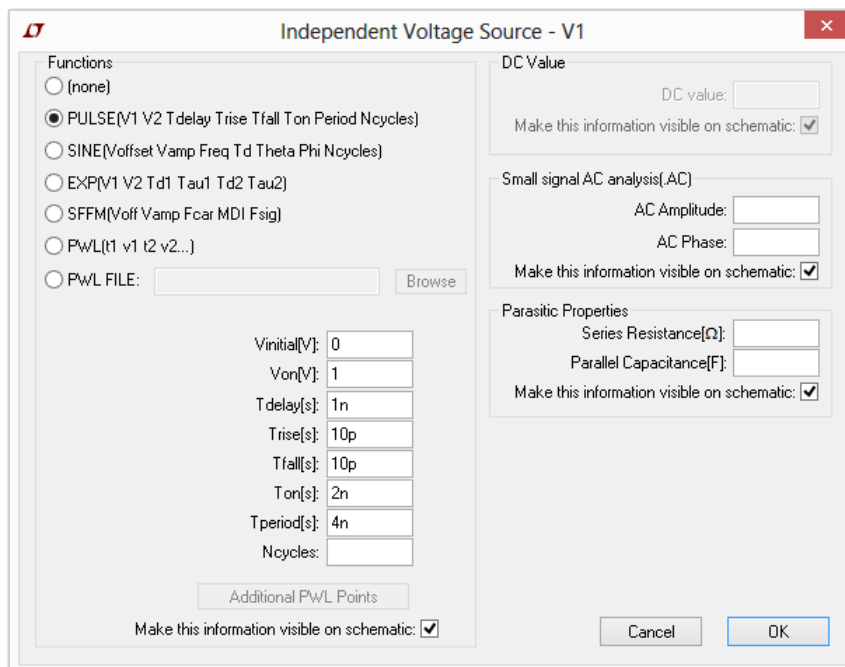 Independent Voltage Source - V1
Functions
(none)
PULSE(V1 V2 Tdelay Trise Tfall Ton Period Ncycles)
SINE(Voffset Vamp Freq Td Theta Phi Ncycles)
EXP(V1 V2 Td1 Tau1 Td2 Tau2)
SFFM(Voff Vamp Fcar MDI Fsig)
PWL(t1 v1 t2 v2...)
PWL FILE: Browse
Vinitial[V]: 0
Von[V]: 1
Tdelay[s]: 1n
Trise[s]: 10p
Tfall[s]: 10p
Ton[s]: 2n
Tperiod[s]: 4n
Ncycles:
Additional PWL Points
Make this information visible on schematic:
DC Value
DC value:
Make this information visible on schematic:
Small signal AC analysis(.AC)
AC Amplitude:
AC Phase:
Make this information visible on schematic:
Parasitic Properties
Series Resistance[Ω]:
Parallel Capacitance[F]:
Make this information visible on schematic:
Cancel OK